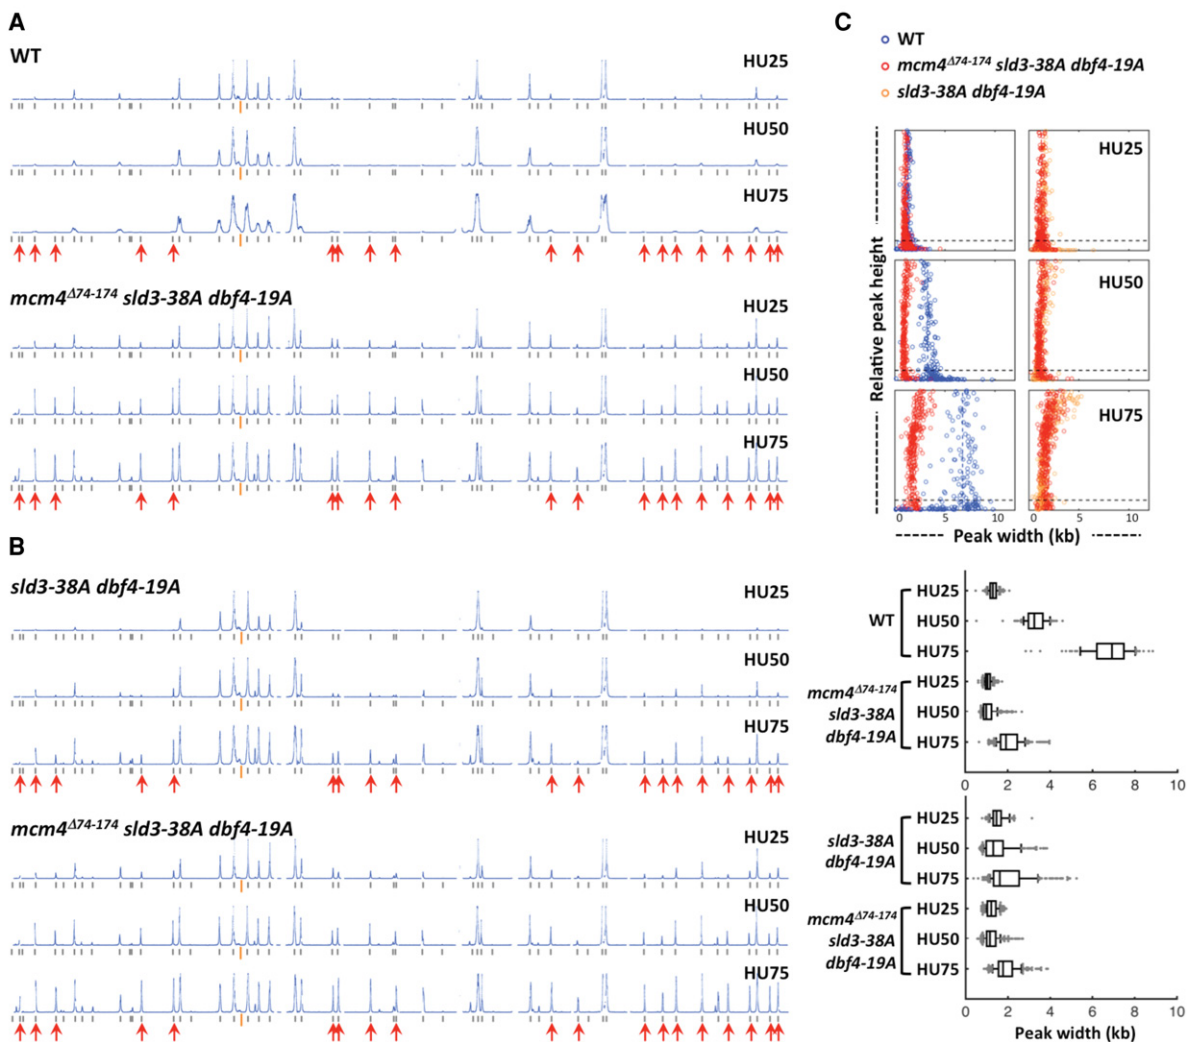 A
WT
HU25
HU50
HU75
mcm4Δ74-174 sld3-38A dbf4-19A
HU25
HU50
HU75
B
sld3-38A dbf4-19A
HU25
HU50
HU75
mcm4Δ74-174 sld3-38A dbf4-19A
HU25
HU50
HU75
C
WT
mcm4Δ74-174 sld3-38A dbf4-19A
sld3-38A dbf4-19A
Relative peak height
HU25
HU50
HU75
0 5 10 0 5 10
Peak width (kb)
WT
HU25
HU50
HU75
mcm4Δ74-174
sld3-38A
dbf4-19A
HU25
HU50
HU75
0 2 4 6 8 10
sld3-38A
dbf4-19A
HU25
HU50
HU75
mcm4Δ74-174
sld3-38A
dbf4-19A
HU25
HU50
HU75
0 2 4 6 8 10
Peak width (kb)